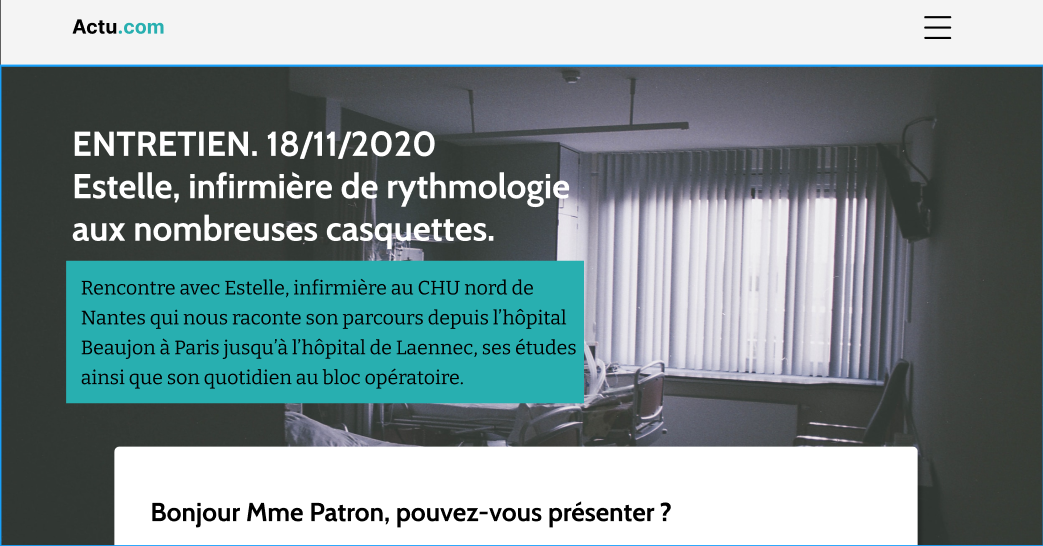 Actu.com
ENTRETIEN. 18/11/2020
Estelle, infirmière de rythmologie
aux nombreuses casquettes.
Rencontre avec Estelle, infirmière au CHU nord de
Nantes qui nous raconte son parcours depuis l'hôpital
Beaujon à Paris jusqu'à l'hôpital de Laennec, ses études
ainsi que son quotidien au bloc opératoire.
Bonjour Mme Patron, pouvez-vous présenter ?